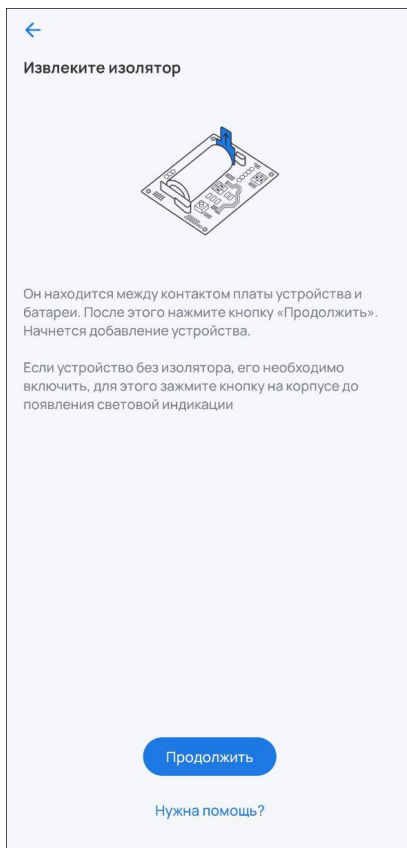 Извлеките изолятор
Он находится между контактом платы устройства и
батареи. После этого нажмите кнопку «Продолжить».
Начнется добавление устройства.
Если устройство без изолятора, его необходимо
включить, для этого зажмите кнопку на корпусе до
появления световой индикации
Продолжить
Нужна помощь?